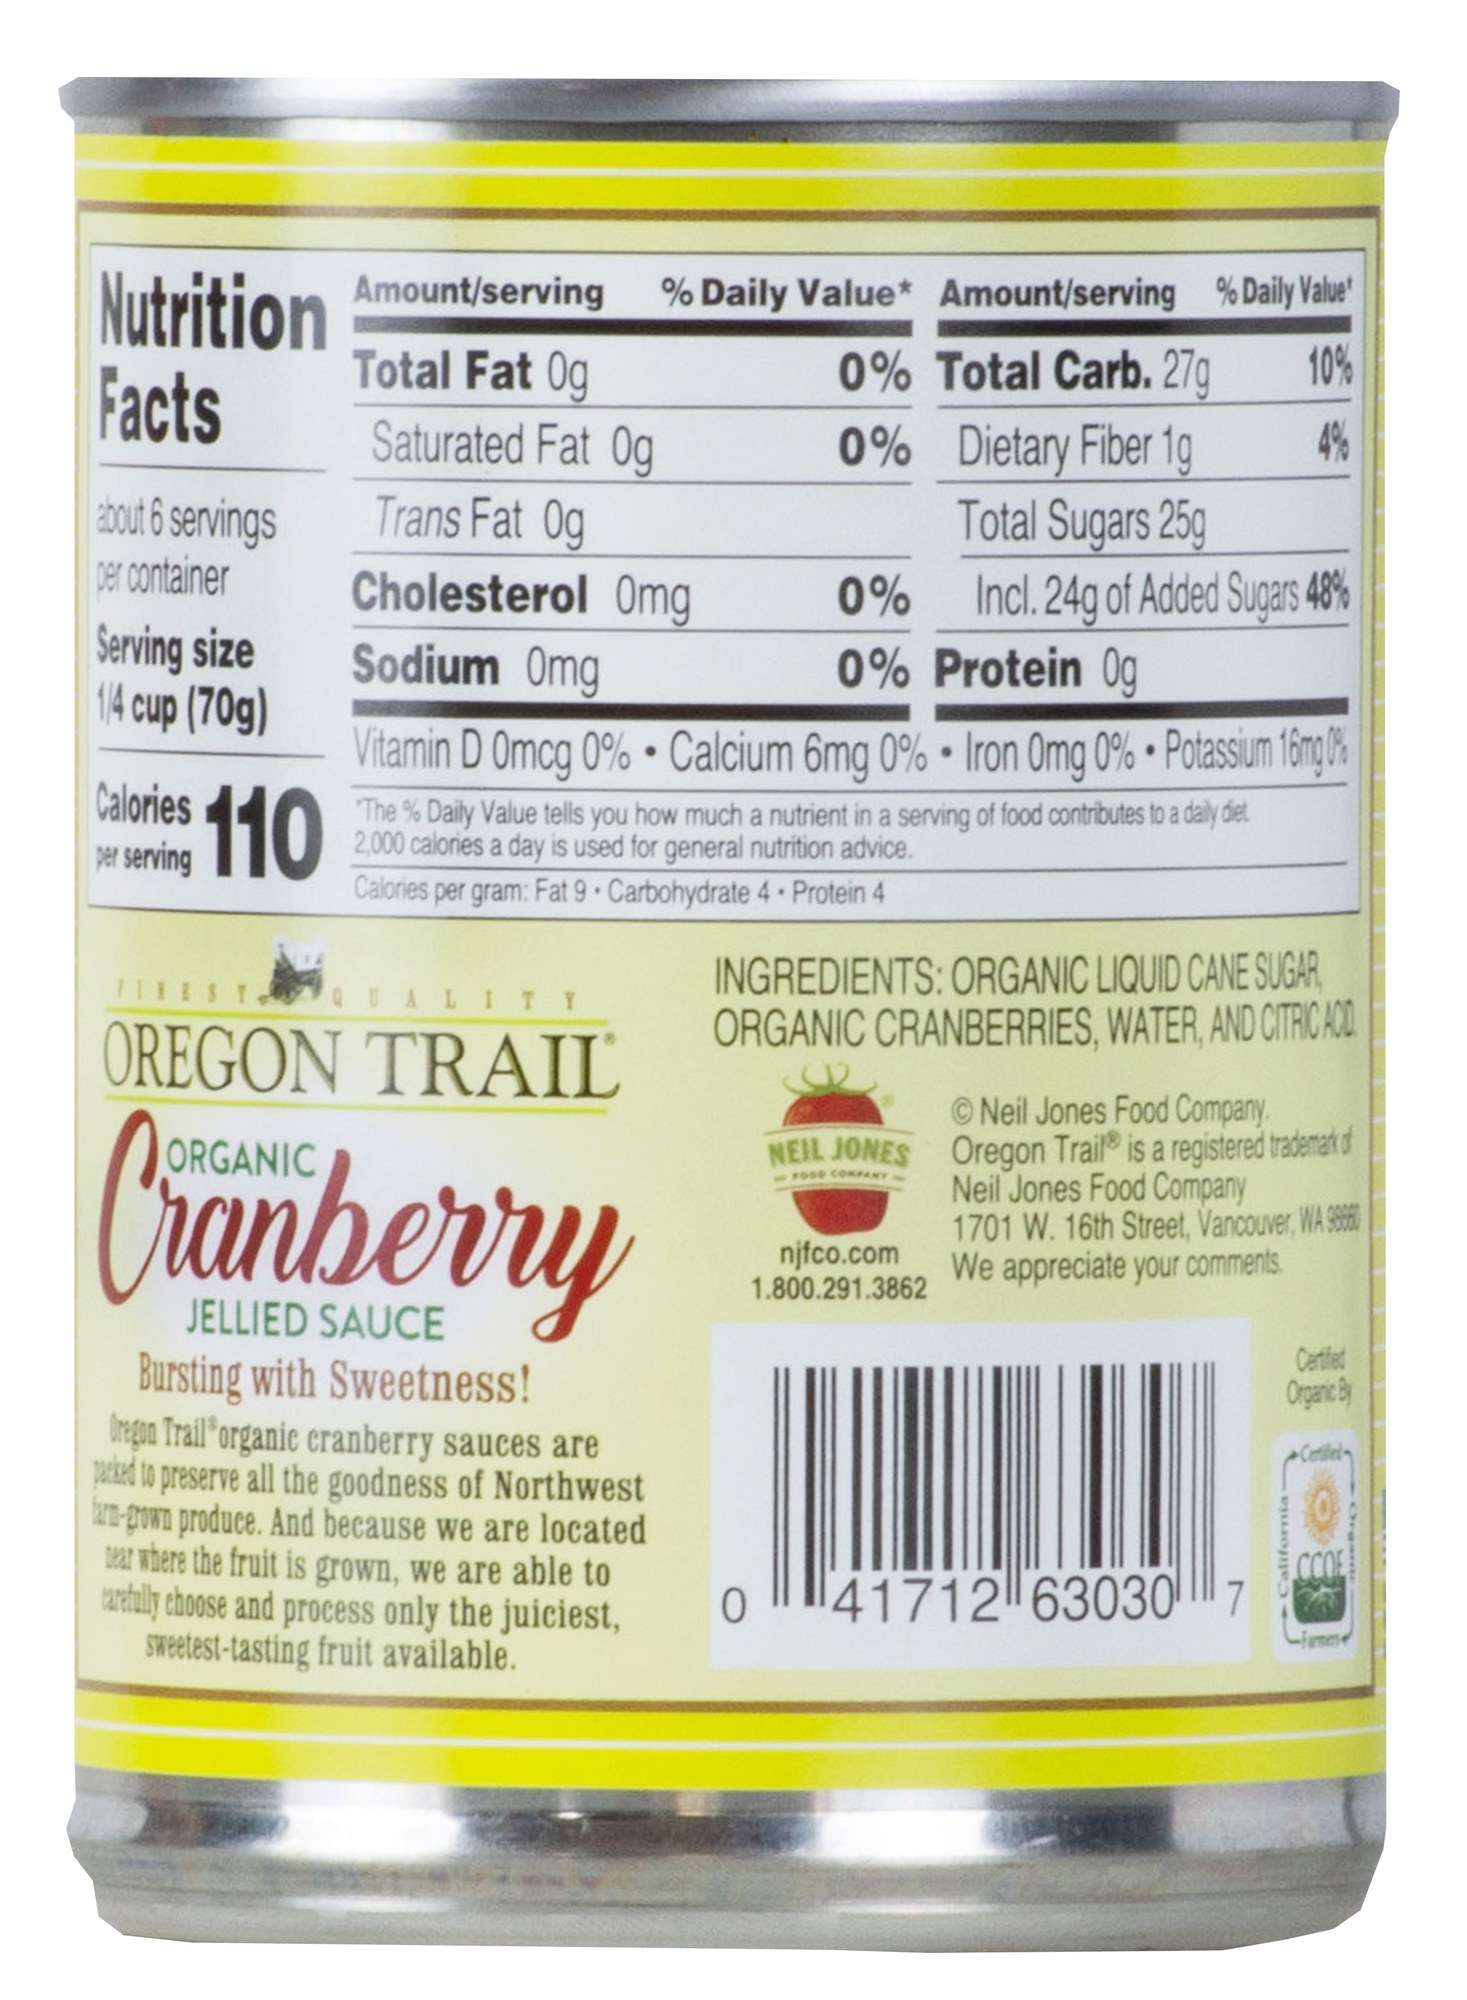 Nutrition
Facts
about 6 servings
per container
Serving size
1/4 cup (70g)
Calories
per serving
110
Amount/serving % Daily Value*
Total Fat 0g 0%
Saturated Fat 0g 0%
Trans Fat 0g
Cholesterol 0mg 0%
Sodium 0mg 0%
Amount/serving % Daily Value*
Total Carb. 27g 10%
Dietary Fiber 1g 4%
Total Sugars 25g
Incl. 24g of Added Sugars 48%
Protein 0g
Vitamin D 0mcg 0% • Calcium 6mg 0% • Iron 0mg 0% • Potassium 16mg 0%
*The % Daily Value tells you how much a nutrient in a serving of food contributes to a daily diet.
2,000 calories a day is used for general nutrition advice.
Calories per gram: Fat 9 • Carbohydrate 4 • Protein 4
FINEST QUALITY
OREGON TRAIL®
ORGANIC
Cranberry
JELLIED SAUCE
Bursting with Sweetness!
Oregon Trail® organic cranberry sauces are
packed to preserve all the goodness of Northwest
farm-grown produce. And because we are located
near where the fruit is grown, we are able to
carefully choose and process only the juiciest,
sweetest-tasting fruit available.
INGREDIENTS: ORGANIC LIQUID CANE SUGAR,
ORGANIC CRANBERRIES, WATER, AND CITRIC ACID.
NEIL JONES
FOOD COMPANY
njfco.com
1.800.291.3862
© Neil Jones Food Company.
Oregon Trail® is a registered trademark of
Neil Jones Food Company
1701 W. 16th Street, Vancouver, WA 98660
We appreciate your comments.
0 41712 63030 7
Certified
Organic By
Certified
Organic
California
CCOF
Farmers